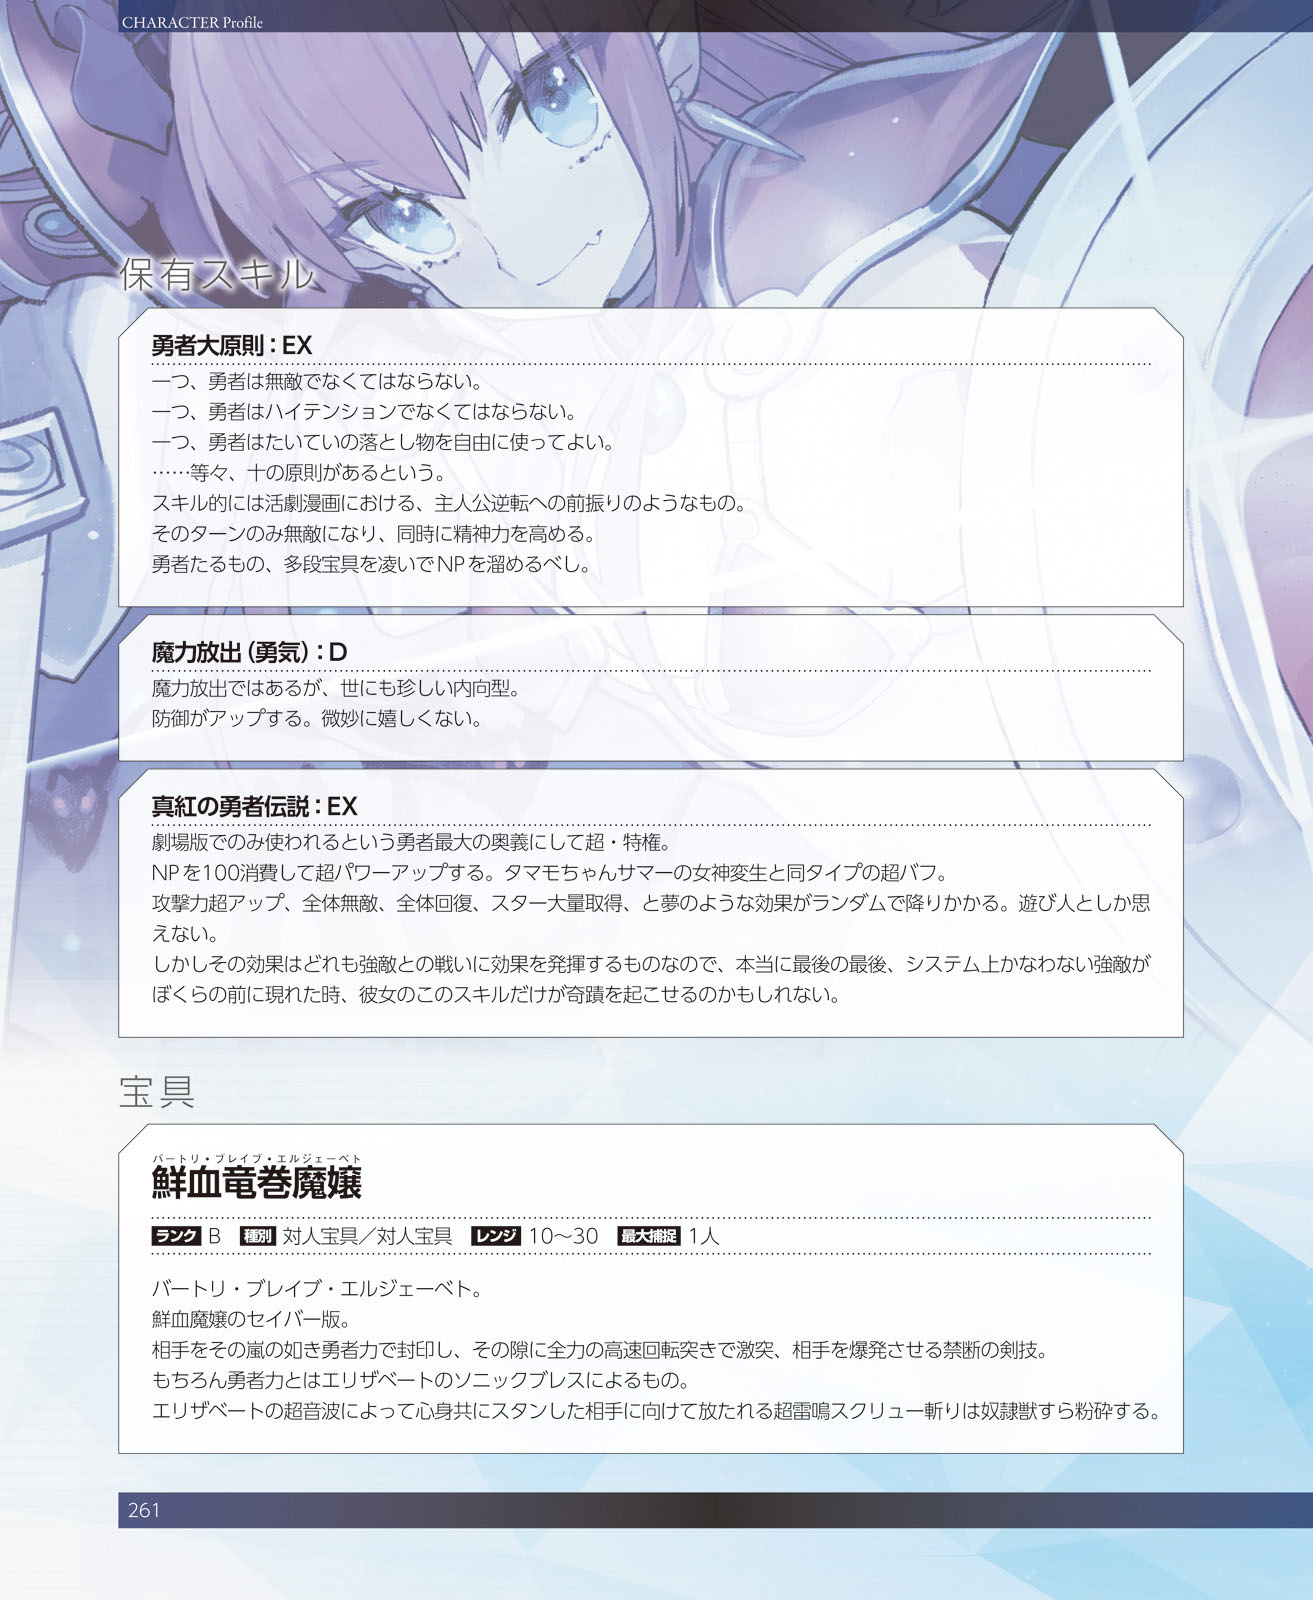 CHARACTER Profile
保有スキル
勇者大原則：EX
一つ、勇者は無敵でなくてはならない。
一つ、勇者はハイテンションでなくてはならない。
一つ、勇者はたいていの落とし物を自由に使ってよい。
……等々、十の原則があるという。
スキル的には活劇漫画における、主人公逆転への前振りのようなもの。
そのターンのみ無敵になり、同時に精神力を高める。
勇者たるもの、多段宝具を凌いでNPを溜めるべし。
魔力放出（勇気）：D
魔力放出ではあるが、世にも珍しい内向型。
防御がアップする。微妙に嬉しくない。
真紅の勇者伝説：EX
劇場版でのみ使われるという勇者最大の奥義にして超・特権。
NPを100消費して超パワーアップする。タマモちゃんサマーの女神変生と同タイプの超バフ。
攻撃力超アップ、全体無敵、全体回復、スター大量取得、と夢のような効果がランダムで降りかかる。遊び人としか思
えない。
しかしその効果はどれも強敵との戦いに効果を発揮するものなので、本当に最後の最後、システム上かなわない強敵が
ぼくらの前に現れた時、彼女のこのスキルだけが奇蹟を起こせるのかもしれない。
宝具
バートリ・ブレイブ・エルジェーベト
鮮血竜巻魔嬢
ランク B 種別 対人宝具／対人宝具 レンジ 10～30 最大捕捉 1人
バートリ・ブレイブ・エルジェーベト。
鮮血魔嬢のセイバー版。
相手をその嵐の如き勇者力で封印し、その隙に全力の高速回転突きで激突、相手を爆発させる禁断の剣技。
もちろん勇者力とはエリザベートのソニックブレスによるもの。
エリザベートの超音波によって心身共にスタンした相手に向けて放たれる超雷鳴スクリュー斬りは奴隷獣すら粉砕する。
261